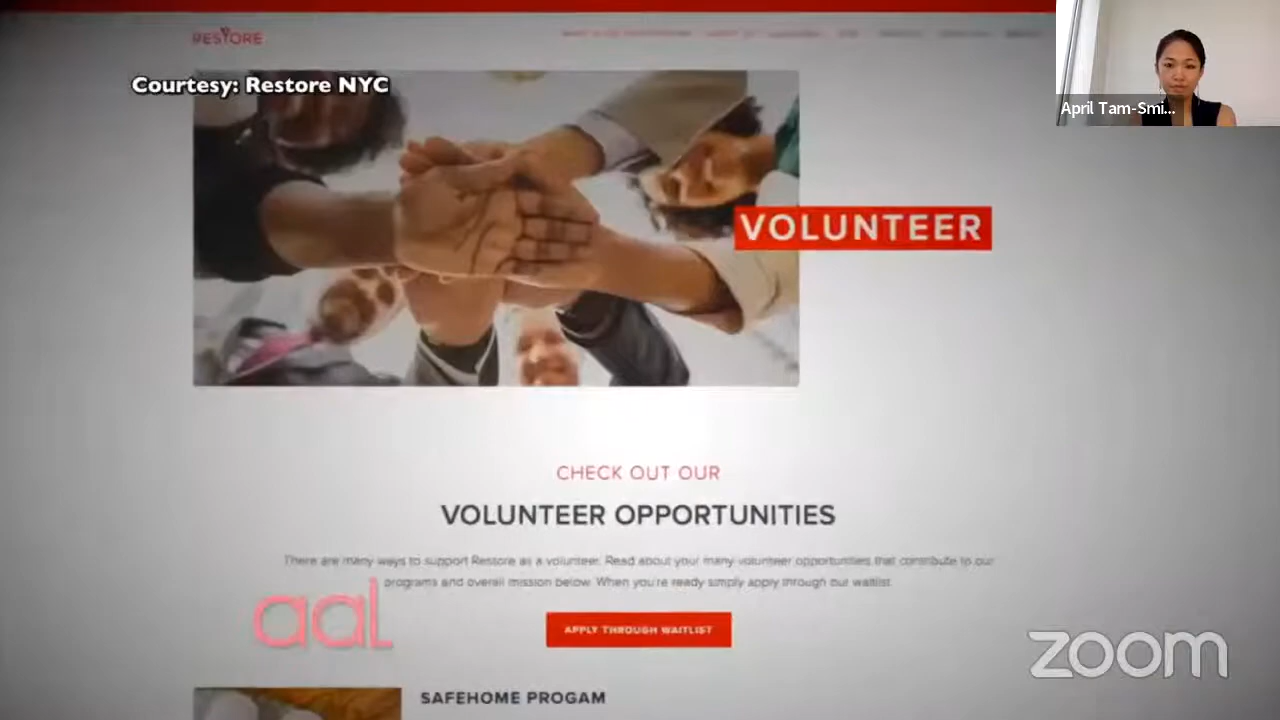 RESTORE
Courtesy: Restore NYC
April Tam-Smi...
VOLUNTEER
CHECK OUT OUR
VOLUNTEER OPPORTUNITIES
There are many ways to support Restore as a volunteer. Read about your many volunteer opportunities that contribute to our
programs and overall mission below. When you're ready simply apply through our waitlist.
APPLY THROUGH WAITLIST
aal
zoom
SAFEHOME PROGAM